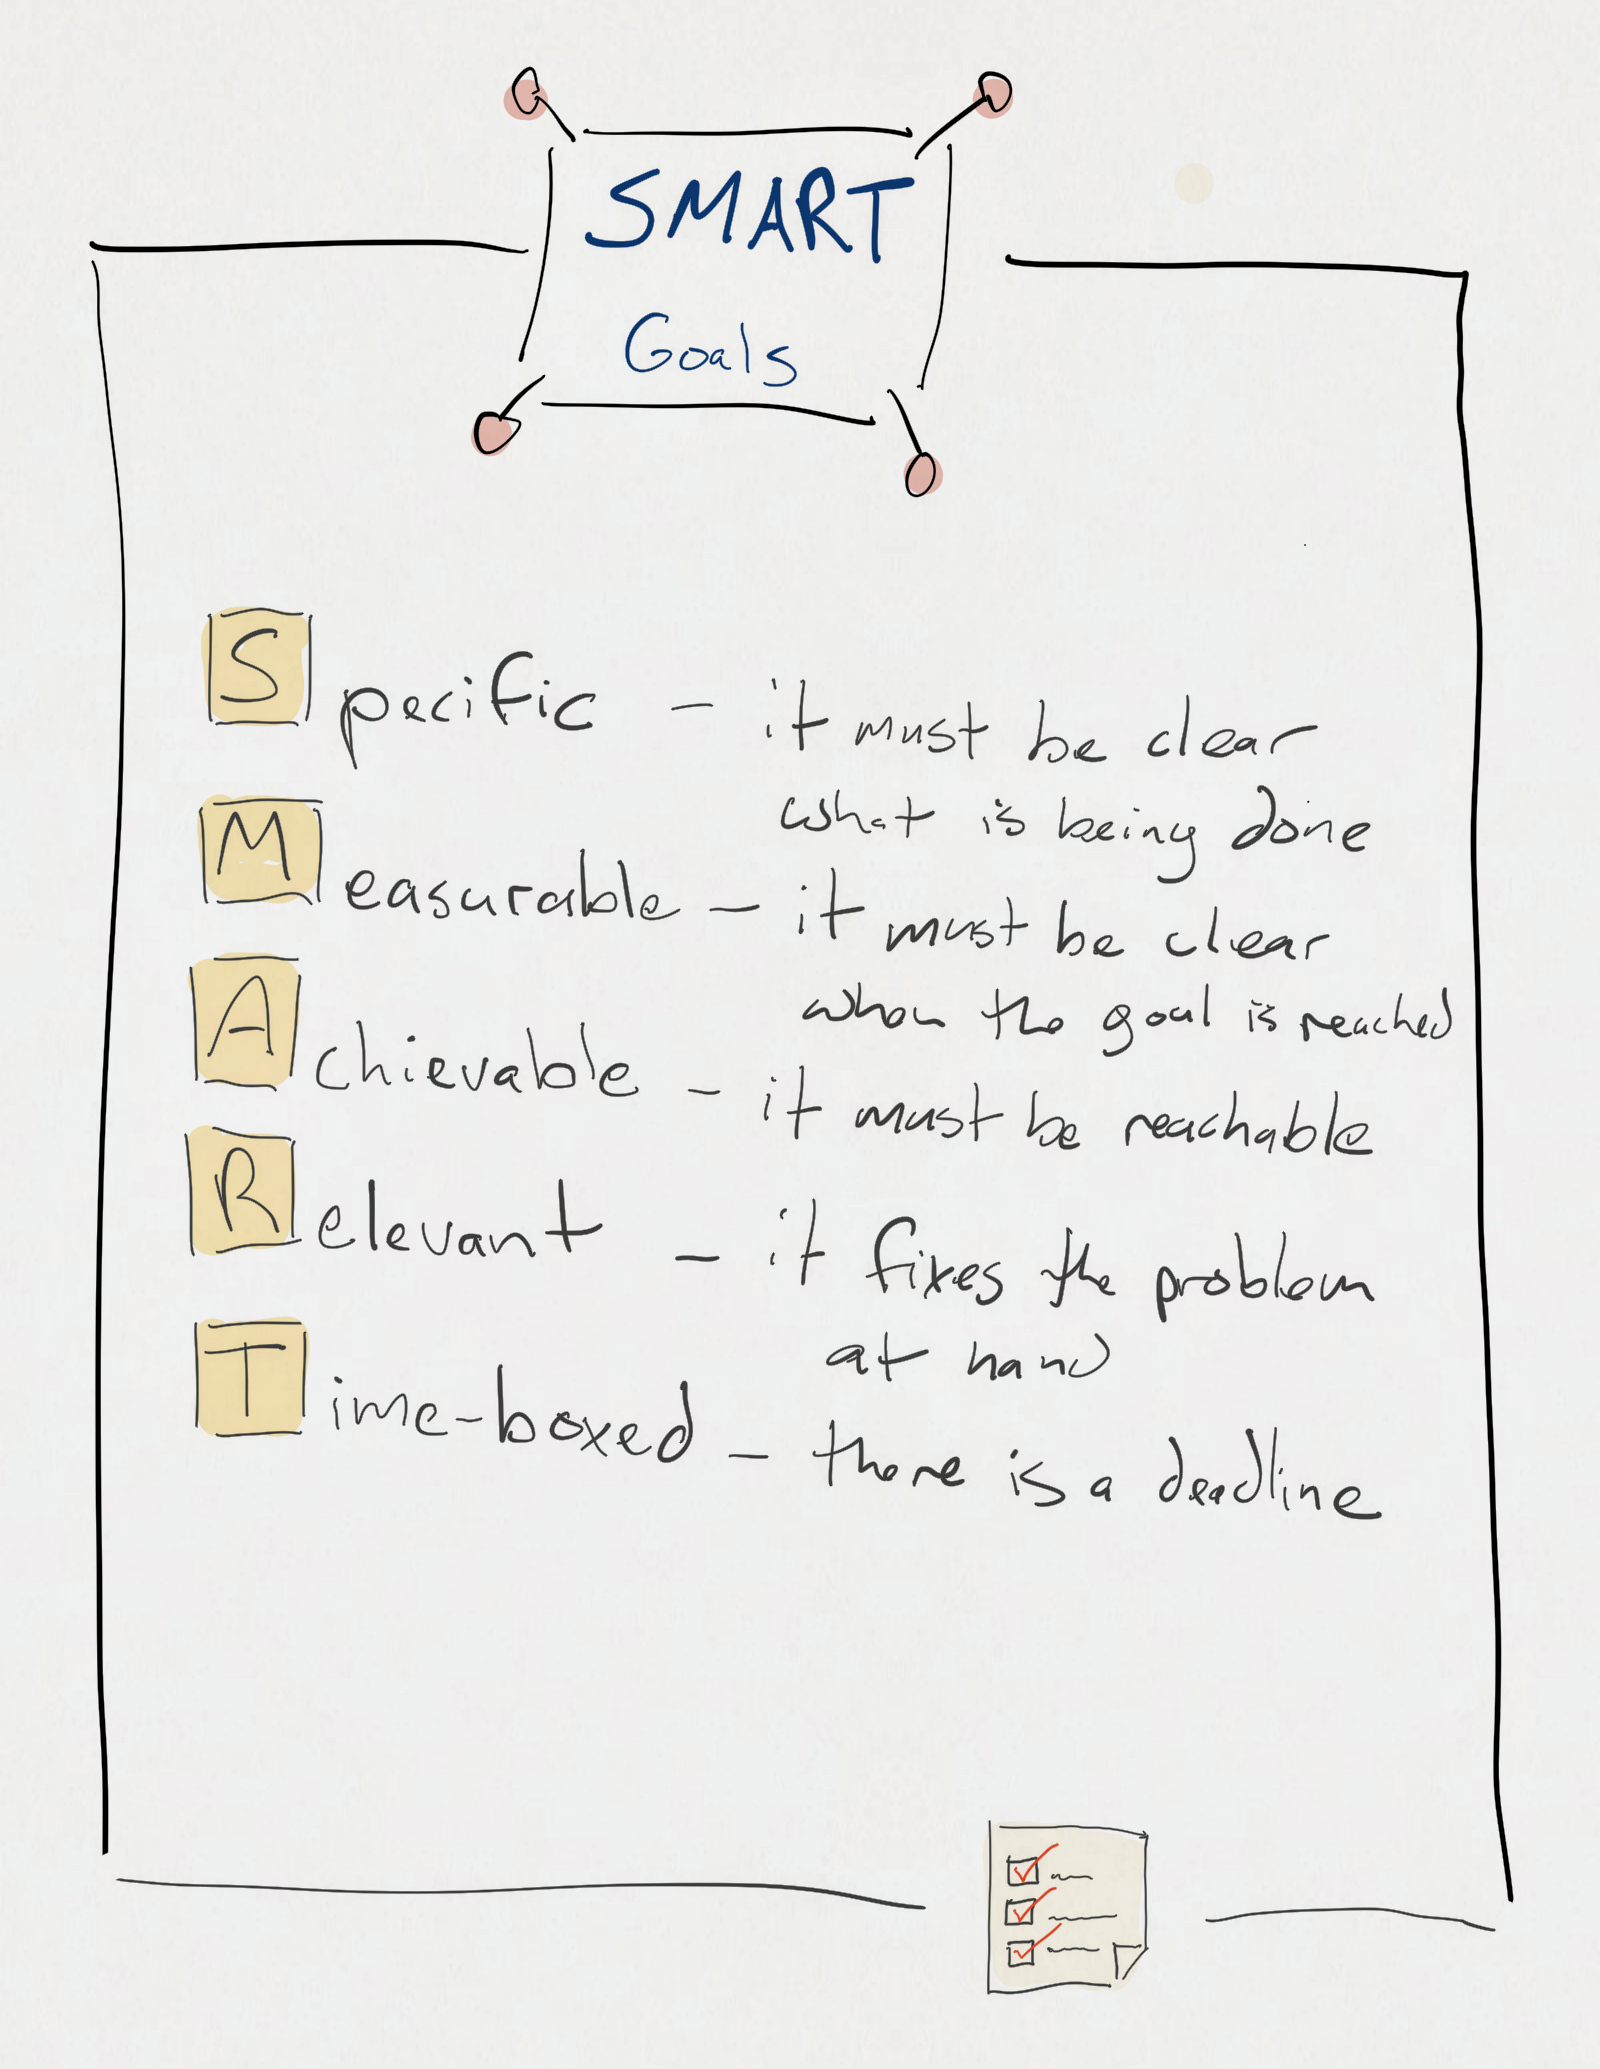 SMART
Goals
Specific - it must be clear
what is being done
Measurable - it must be clear
when the goal is reached
Achievable - it must be reachable
Relevant - it fixes the problem
at hand
Time-boxed - there is a deadline